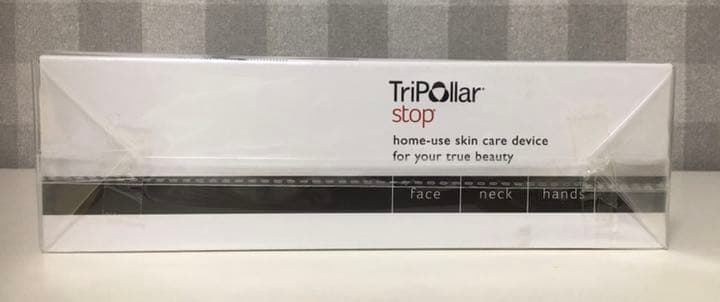 TriPollar
stop
home-use skin care device
for your true beauty
face neck hands